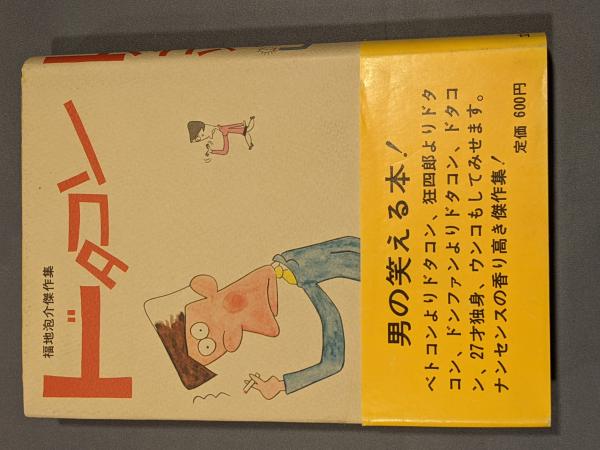 福地泡介傑作集
ドタコン
男の笑える本!
ベトコンよりドタコン、狂四郎よりドタ
コン、ドンファンよりドタコン、ドタコ
ン、27才独身、ウンコもしてみせます。
ナンセンスの香り高き傑作集!
定価 600円